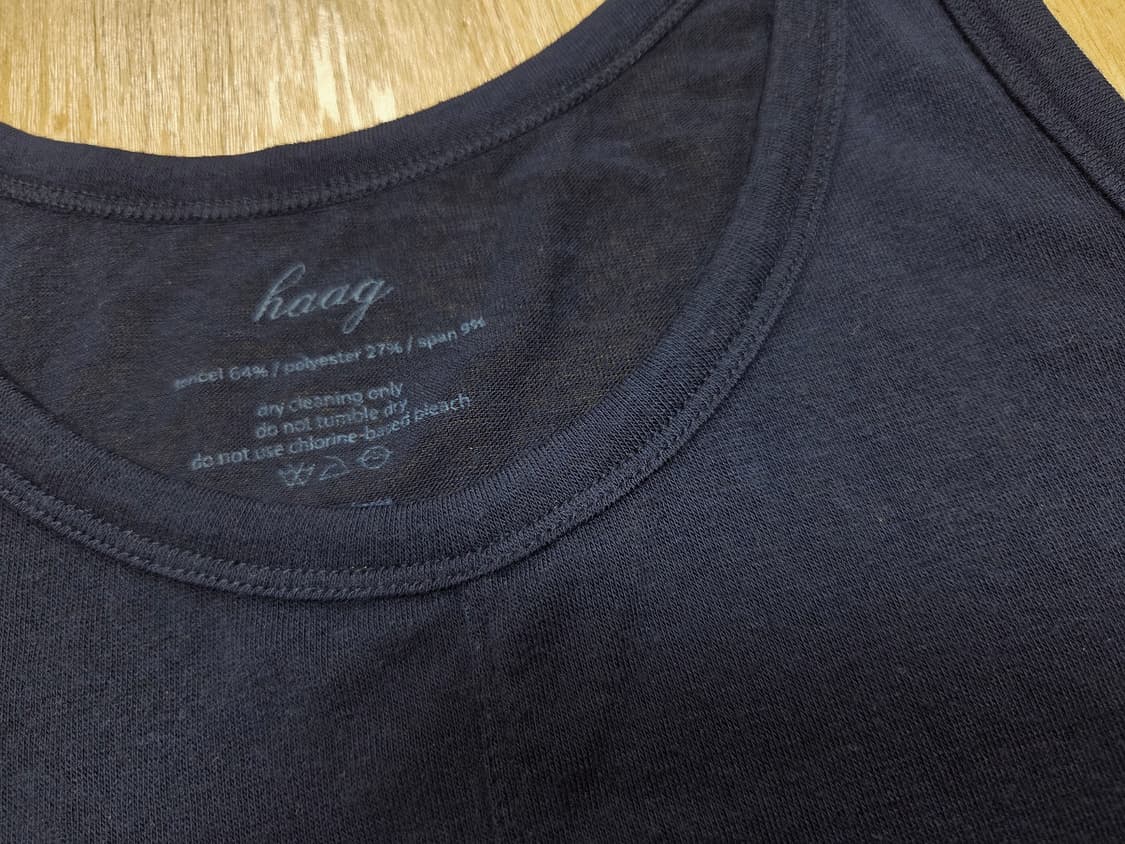 haag
tencel 64% / polyester 27% / span 9%
dry cleaning only
do not tumble dry
do not use chlorine-based bleach